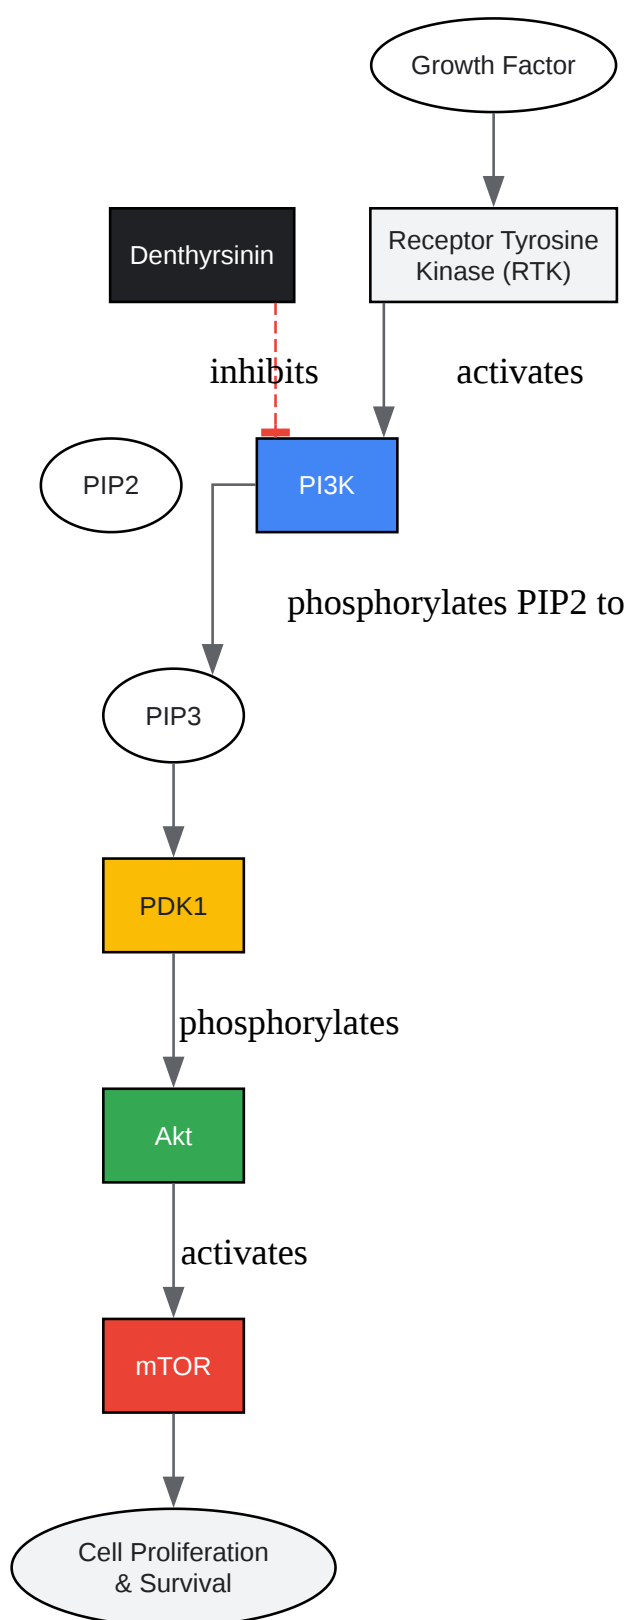 Growth Factor
Denthyrsinin
Receptor Tyrosine
Kinase (RTK)
inhibits
activates
PIP2
PI3K
phosphorylates PIP2 to
PIP3
PDK1
phosphorylates
Akt
activates
mTOR
Cell Proliferation
& Survival